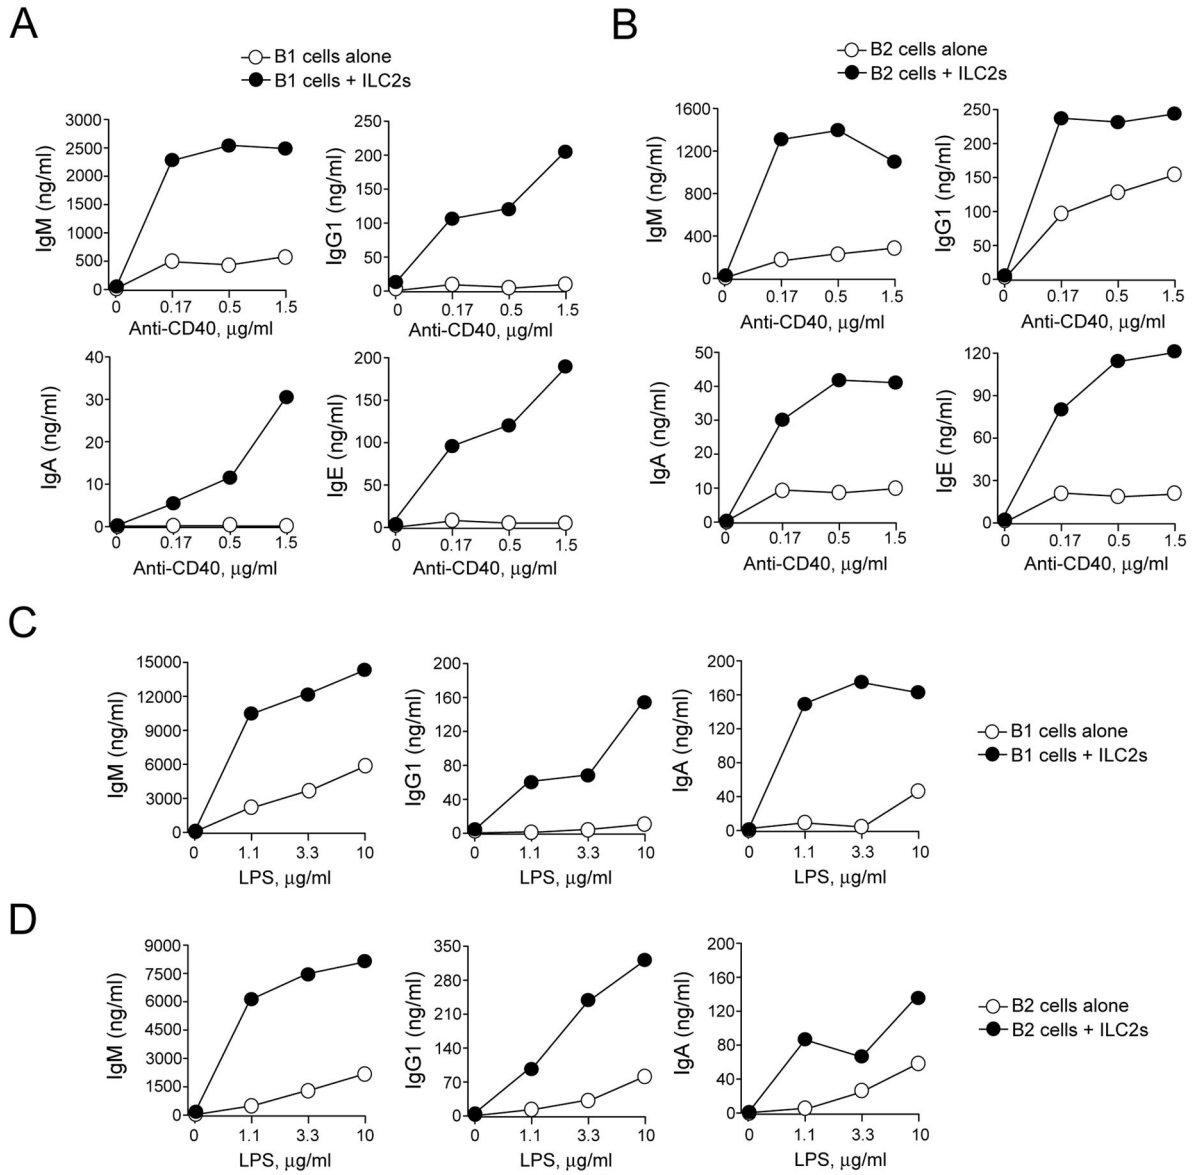 A
B1 cells alone
B1 cells + ILC2s
IgM (ng/ml)
3000
2500
2000
1500
1000
500
0
0 0.17 0.5 1.5
Anti-CD40, μg/ml
IgG1 (ng/ml)
250
200
150
100
50
0
0 0.17 0.5 1.5
Anti-CD40, μg/ml
IgA (ng/ml)
40
30
20
10
0
0 0.17 0.5 1.5
Anti-CD40, μg/ml
IgE (ng/ml)
200
150
100
50
0
0 0.17 0.5 1.5
Anti-CD40, μg/ml
B
B2 cells alone
B2 cells + ILC2s
IgM (ng/ml)
1600
1200
800
400
0
0 0.17 0.5 1.5
Anti-CD40, μg/ml
IgG1 (ng/ml)
250
200
150
100
50
0
0 0.17 0.5 1.5
Anti-CD40, μg/ml
IgA (ng/ml)
50
40
30
20
10
0
0 0.17 0.5 1.5
Anti-CD40, μg/ml
IgE (ng/ml)
120
90
60
30
0
0 0.17 0.5 1.5
Anti-CD40, μg/ml
C
IgM (ng/ml)
15000
12000
9000
6000
3000
0
0 1.1 3.3 10
LPS, μg/ml
IgG1 (ng/ml)
200
160
120
80
40
0
0 1.1 3.3 10
LPS, μg/ml
IgA (ng/ml)
200
160
120
80
40
0
0 1.1 3.3 10
LPS, μg/ml
B1 cells alone
B1 cells + ILC2s
D
IgM (ng/ml)
9000
7500
6000
4500
3000
1500
0
0 1.1 3.3 10
LPS, μg/ml
IgG1 (ng/ml)
350
280
210
140
70
0
0 1.1 3.3 10
LPS, μg/ml
IgA (ng/ml)
200
160
120
80
40
0
0 1.1 3.3 10
LPS, μg/ml
B2 cells alone
B2 cells + ILC2s